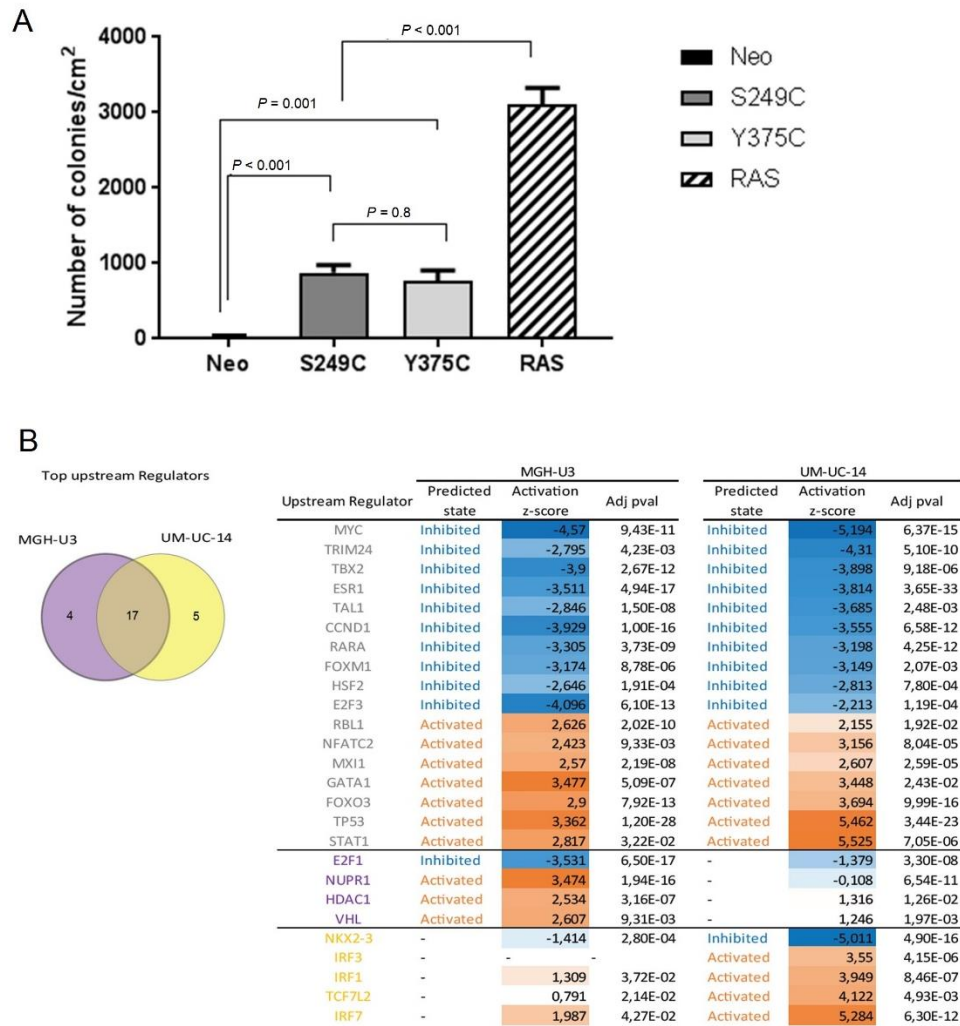 A
4000
3000
2000
1000
0
Number of colonies/cm²
P < 0.001
P = 0.001
P < 0.001
P = 0.8
Neo S249C Y375C RAS
Neo
S249C
Y375C
RAS
B
Top upstream Regulators
MGH-U3 UM-UC-14
4 17 5
MGH-U3 UM-UC-14
Upstream Regulator Predicted state Activation z-score Adj pval Predicted state Activation z-score Adj pval
MYC Inhibited -4,57 9,43E-11 Inhibited -5,194 6,37E-15
TRIM24 Inhibited -2,795 4,23E-03 Inhibited -4,31 5,10E-10
TBX2 Inhibited -3,9 2,67E-12 Inhibited -3,898 9,18E-06
ESR1 Inhibited -3,511 4,94E-17 Inhibited -3,814 3,65E-33
TAL1 Inhibited -2,846 1,50E-08 Inhibited -3,685 2,48E-03
CCND1 Inhibited -3,929 1,00E-16 Inhibited -3,555 6,58E-12
RARA Inhibited -3,305 3,73E-09 Inhibited -3,198 4,25E-12
FOXM1 Inhibited -3,174 8,78E-06 Inhibited -3,149 2,07E-03
HSF2 Inhibited -2,646 1,91E-04 Inhibited -2,813 7,80E-04
E2F3 Inhibited -4,096 6,10E-13 Inhibited -2,213 1,19E-04
RBL1 Activated 2,626 2,02E-10 Activated 2,155 1,92E-02
NFATC2 Activated 2,423 9,33E-03 Activated 3,156 8,04E-05
MXI1 Activated 2,57 2,19E-08 Activated 2,607 2,59E-05
GATA1 Activated 3,477 5,09E-07 Activated 3,448 2,43E-02
FOXO3 Activated 2,9 7,92E-13 Activated 3,694 9,99E-16
TP53 Activated 3,362 1,20E-28 Activated 5,462 3,44E-23
STAT1 Activated 2,817 3,22E-02 Activated 5,525 7,05E-06
E2F1 Inhibited -3,531 6,50E-17 - -1,379 3,30E-08
NUPR1 Activated 3,474 1,94E-16 - -0,108 6,54E-11
HDAC1 Activated 2,534 3,16E-07 - 1,316 1,26E-02
VHL Activated 2,607 9,31E-03 - 1,246 1,97E-03
NKX2-3 - -1,414 2,80E-04 Inhibited -5,011 4,90E-16
IRF3 - - - Activated 3,55 4,15E-06
IRF1 - 1,309 3,72E-02 Activated 3,949 8,46E-07
TCF7L2 - 0,791 2,14E-02 Activated 4,122 4,93E-03
IRF7 - 1,987 4,27E-02 Activated 5,284 6,30E-12